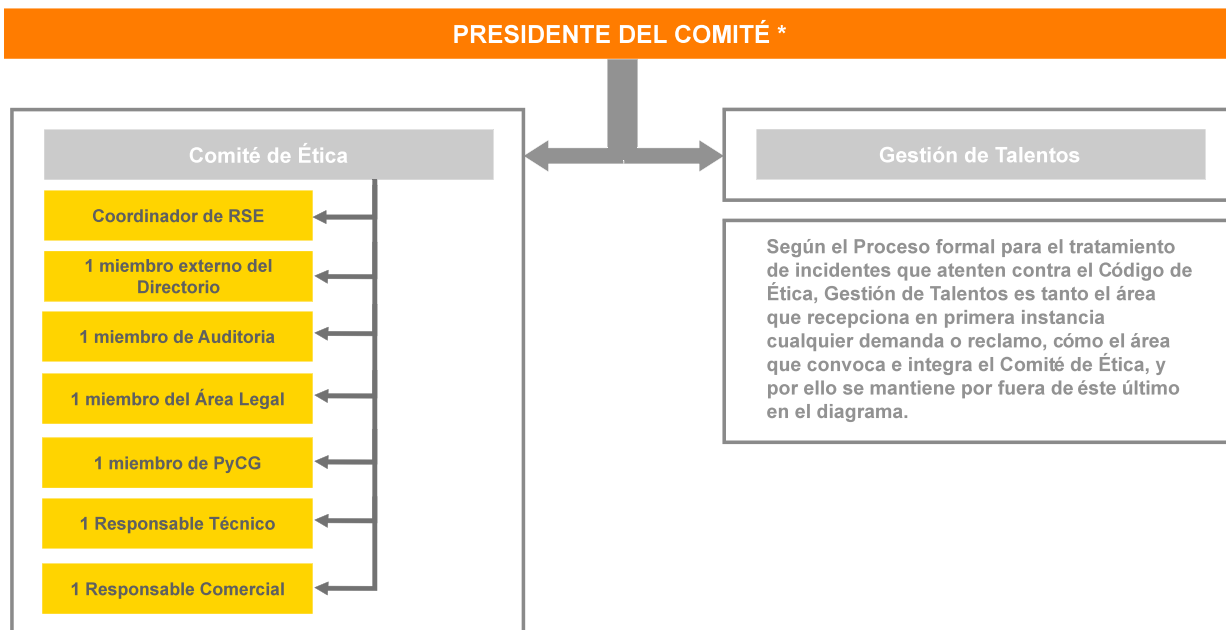 PRESIDENTE DEL COMITÉ *
Comité de Ética
Coordinador de RSE
1 miembro externo del
Directorio
1 miembro de Auditoria
1 miembro del Área Legal
1 miembro de PyCG
1 Responsable Técnico
1 Responsable Comercial
Gestión de Talentos
Según el Proceso formal para el tratamiento
de incidentes que atenten contra el Código de
Ética, Gestión de Talentos es tanto el área
que recepciona en primera instancia
cualquier demanda o reclamo, cómo el área
que convoca e integra el Comité de Ética, y
por ello se mantiene por fuera de éste último
en el diagrama.